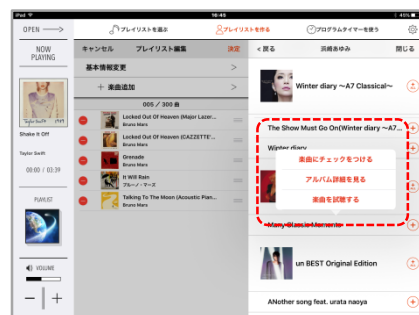 iPad
16:45
45%
OPEN
プレイリストを選ぶ
プレイリストを作る
プログラムタイマーを使う
NOW
PLAYING
Taylor Swift 1989
Shake It Off
Taylor Swift
00:00 / 03:39
PLAYLIST
VOLUME
キャンセル プレイリスト編集 決定
基本情報変更 >
+ 楽曲追加 >
005 / 300 曲
Locked Out Of Heaven (Major Lazer...
Bruno Mars
Locked Out Of Heaven (CAZZETTE'...
Bruno Mars
Grenade
Bruno Mars
It Will Rain
ブルーノ・マーズ
Talking To The Moon (Acoustic Pian...
Bruno Mars
< 戻る 浜崎あゆみ 閉じる
Winter diary ～A7 Classical～
The Show Must Go On(Winter diary ～A7...
Winter diary
楽曲にチェックをつける
アルバム詳細を見る
楽曲を試聴する
Many Classic Moments
un BEST Original Edition
ANother song feat. urata naoya